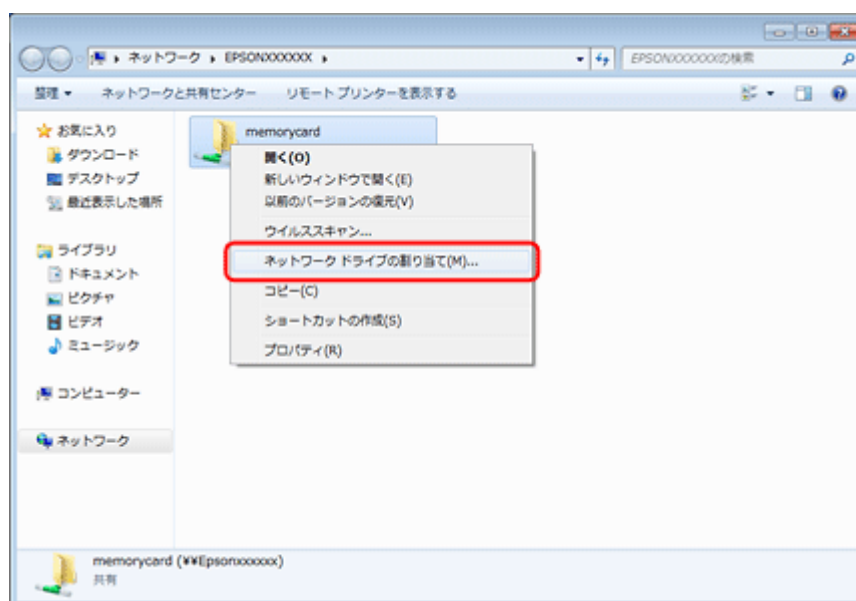 ネットワーク EPSONXXXXXX
EPSONXXXXXXの検索
整理 ネットワークと共有センター リモート プリンターを表示する
お気に入り
ダウンロード
デスクトップ
最近表示した場所
ライブラリ
ドキュメント
ピクチャ
ビデオ
ミュージック
コンピューター
ネットワーク
memorycard
開く(O)
新しいウィンドウで開く(E)
以前のバージョンの復元(V)
ウイルススキャン...
ネットワーク ドライブの割り当て(M)...
コピー(C)
ショートカットの作成(S)
プロパティ(R)
memorycard (¥¥Epsonxxxxxx)
共有